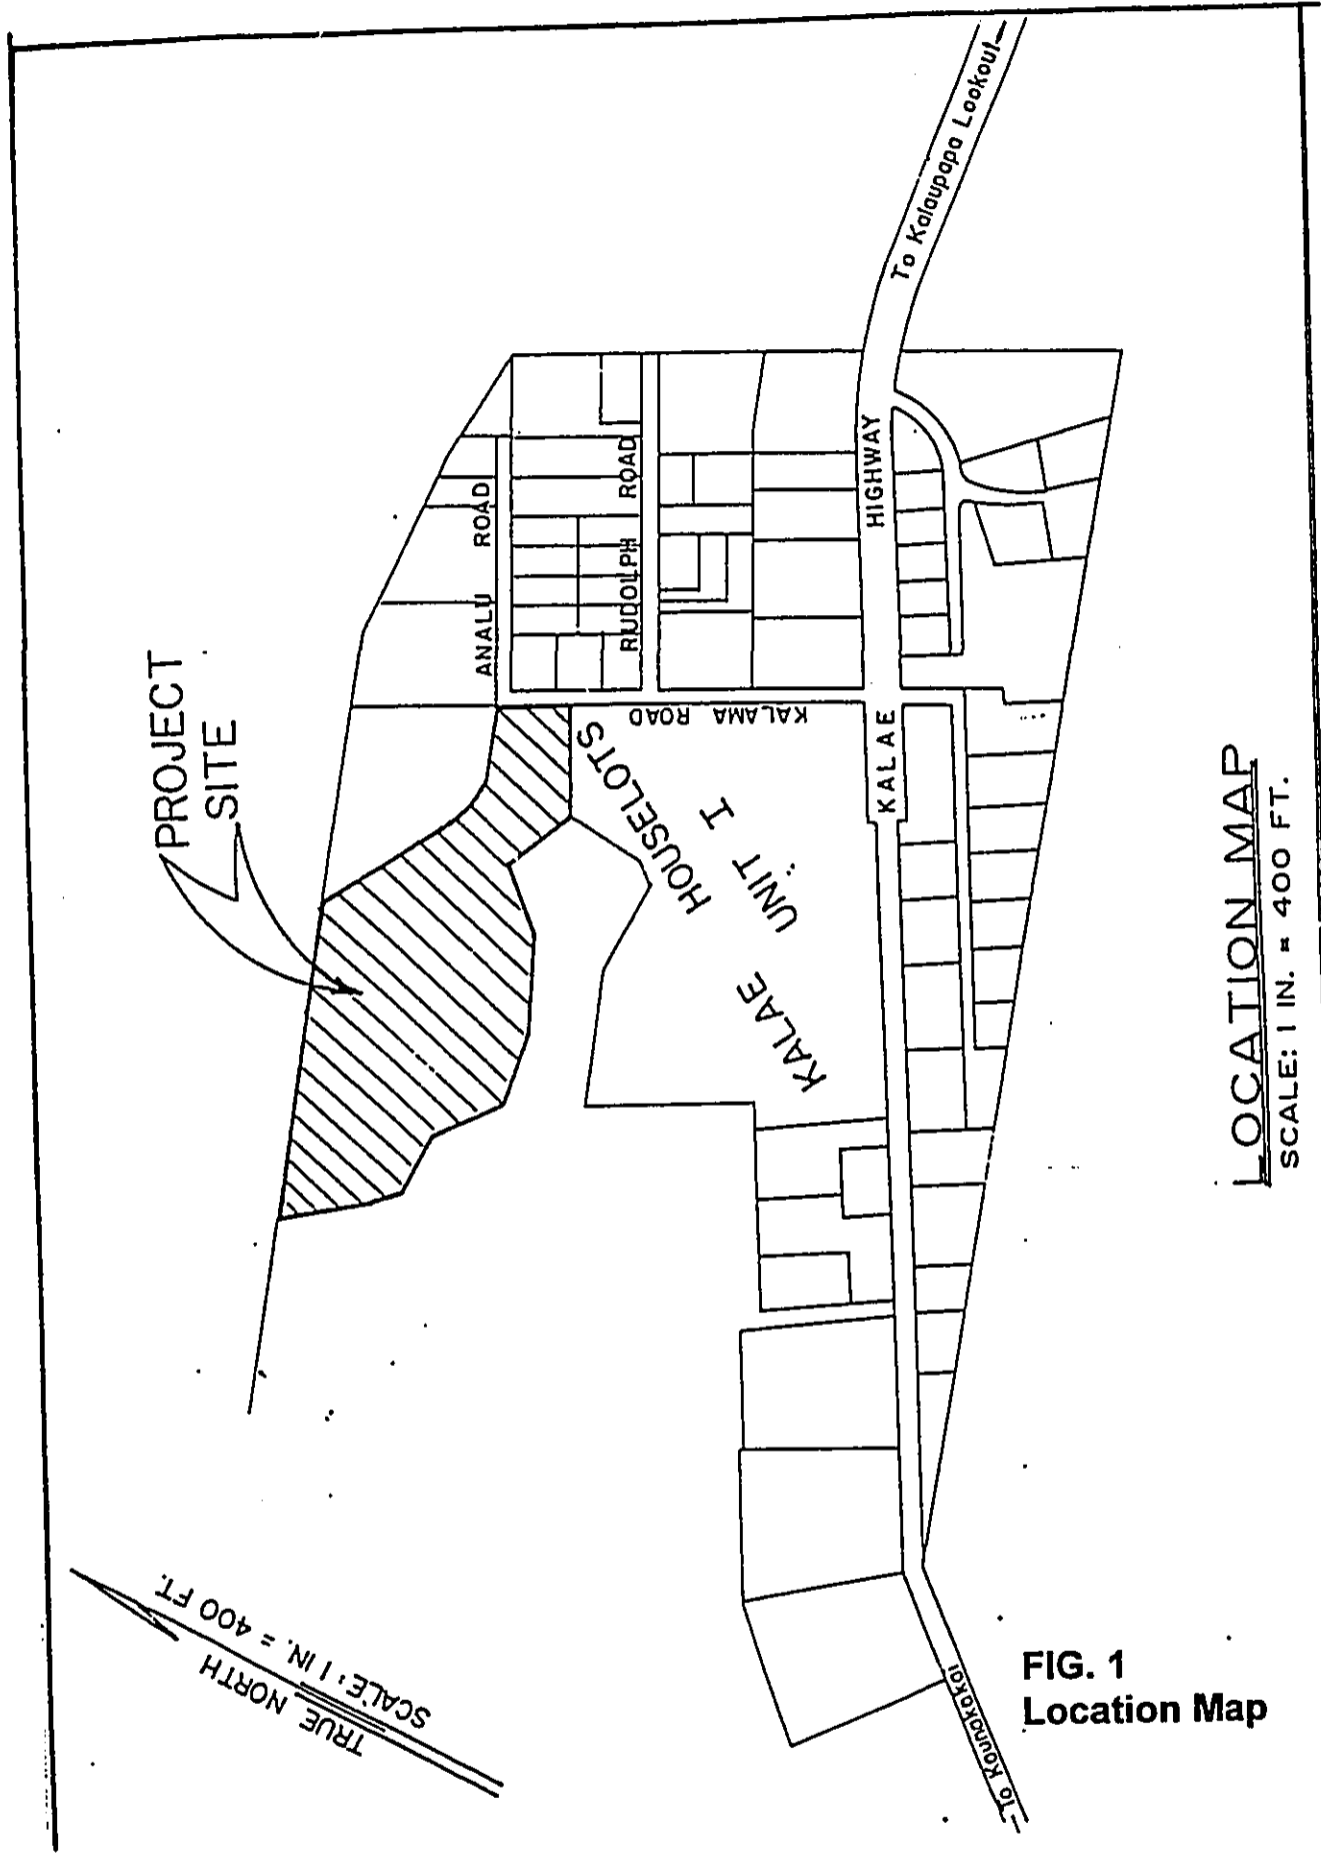 PROJECT
SITE
ANALU ROAD
RUDOLPH ROAD
KALAMA ROAD
KALAE HIGHWAY
To Kalaupapa Lookout
KALAE HOUSELOTS
UNIT I
To Kaunakakai
TRUE NORTH
SCALE: 1 IN. = 400 FT.
LOCATION MAP
SCALE: 1 IN. = 400 FT.
FIG. 1
Location Map